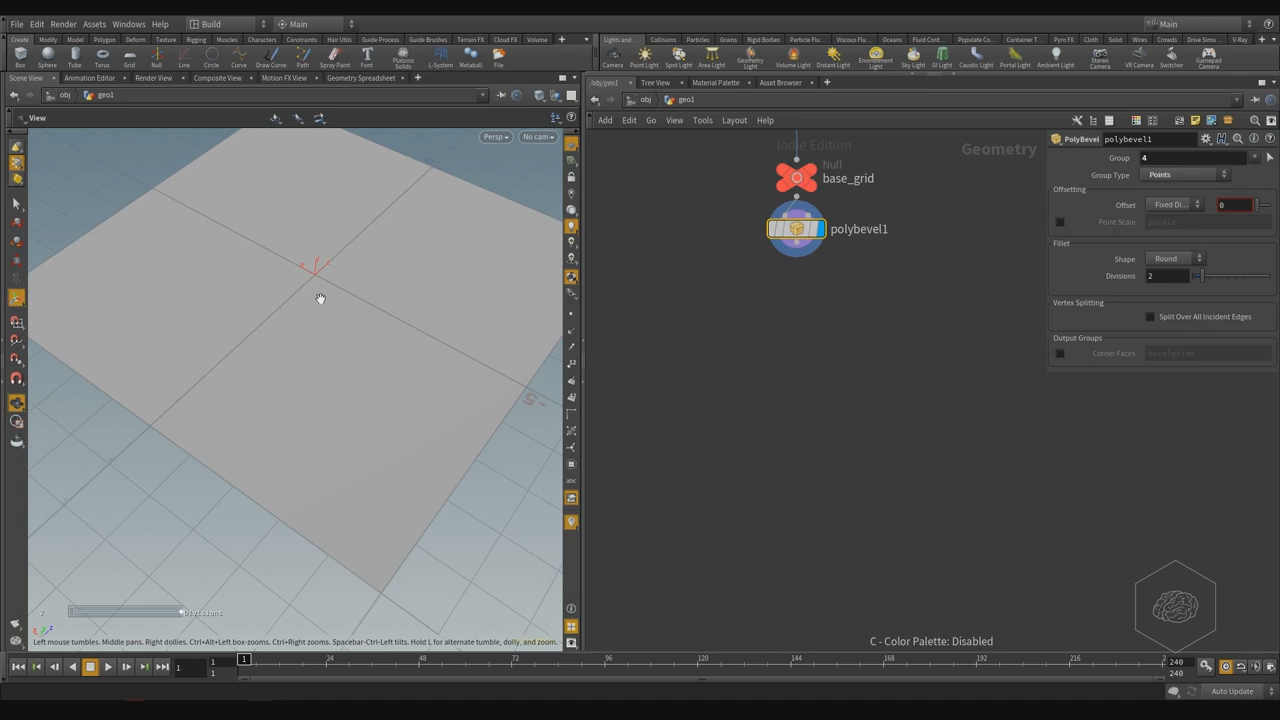 File Edit Render Assets Windows Help Build Main Main
Create Modify Model Polygon Deform Texture Rigging Muscles Characters Constraints Hair Utils Guide Process Guide Brushes Terrain FX Cloud FX Volume
Lights and... Collisions Particles Grains Rigid Bodies Particle Flu... Viscous Flu... Oceans Fluid Con... Populate Co... Container T... Pyro FX Cloth Solid Wires Crowds Drive Simu... V-Ray
Box Sphere Tube Torus Grid Null Line Circle Curve Draw Curve Path Spray Paint Font Platonic Solids L-System Metaball File
Camera Point Light Spot Light Area Light Geometry Light Volume Light Distant Light Environment Light Sky Light GI Light Caustic Light Portal Light Ambient Light Stereo Camera VR Camera Switcher Gamepad Camera
Scene View Animation Editor Render View Composite View Motion FX View Geometry Spreadsheet
/obj/geo1 Tree View Material Palette Asset Browser
obj geo1
obj geo1
View
Add Edit Go View Tools Layout Help
Persp No cam
Indie Edition
Geometry
Null
base_grid
polybevel1
PolyBevel polybevel1
Group 4
Group Type Points
Offsetting
Offset Fixed Di... 0
Point Scale pscale
Fillet
Shape Round
Divisions 2
Vertex Splitting
Split Over All Incident Edges
Output Groups
Corner Faces
-5
2 Divisions
Left mouse tumbles. Middle pans. Right dollies. Ctrl+Alt+Left box-zooms. Ctrl+Right zooms. Spacebar-Ctrl-Left tilts. Hold L for alternate tumble, dolly, and zoom.
C - Color Palette: Disabled
1 1 1 1 24 48 72 96 120 144 168 192 216 2 240 240
Auto Update